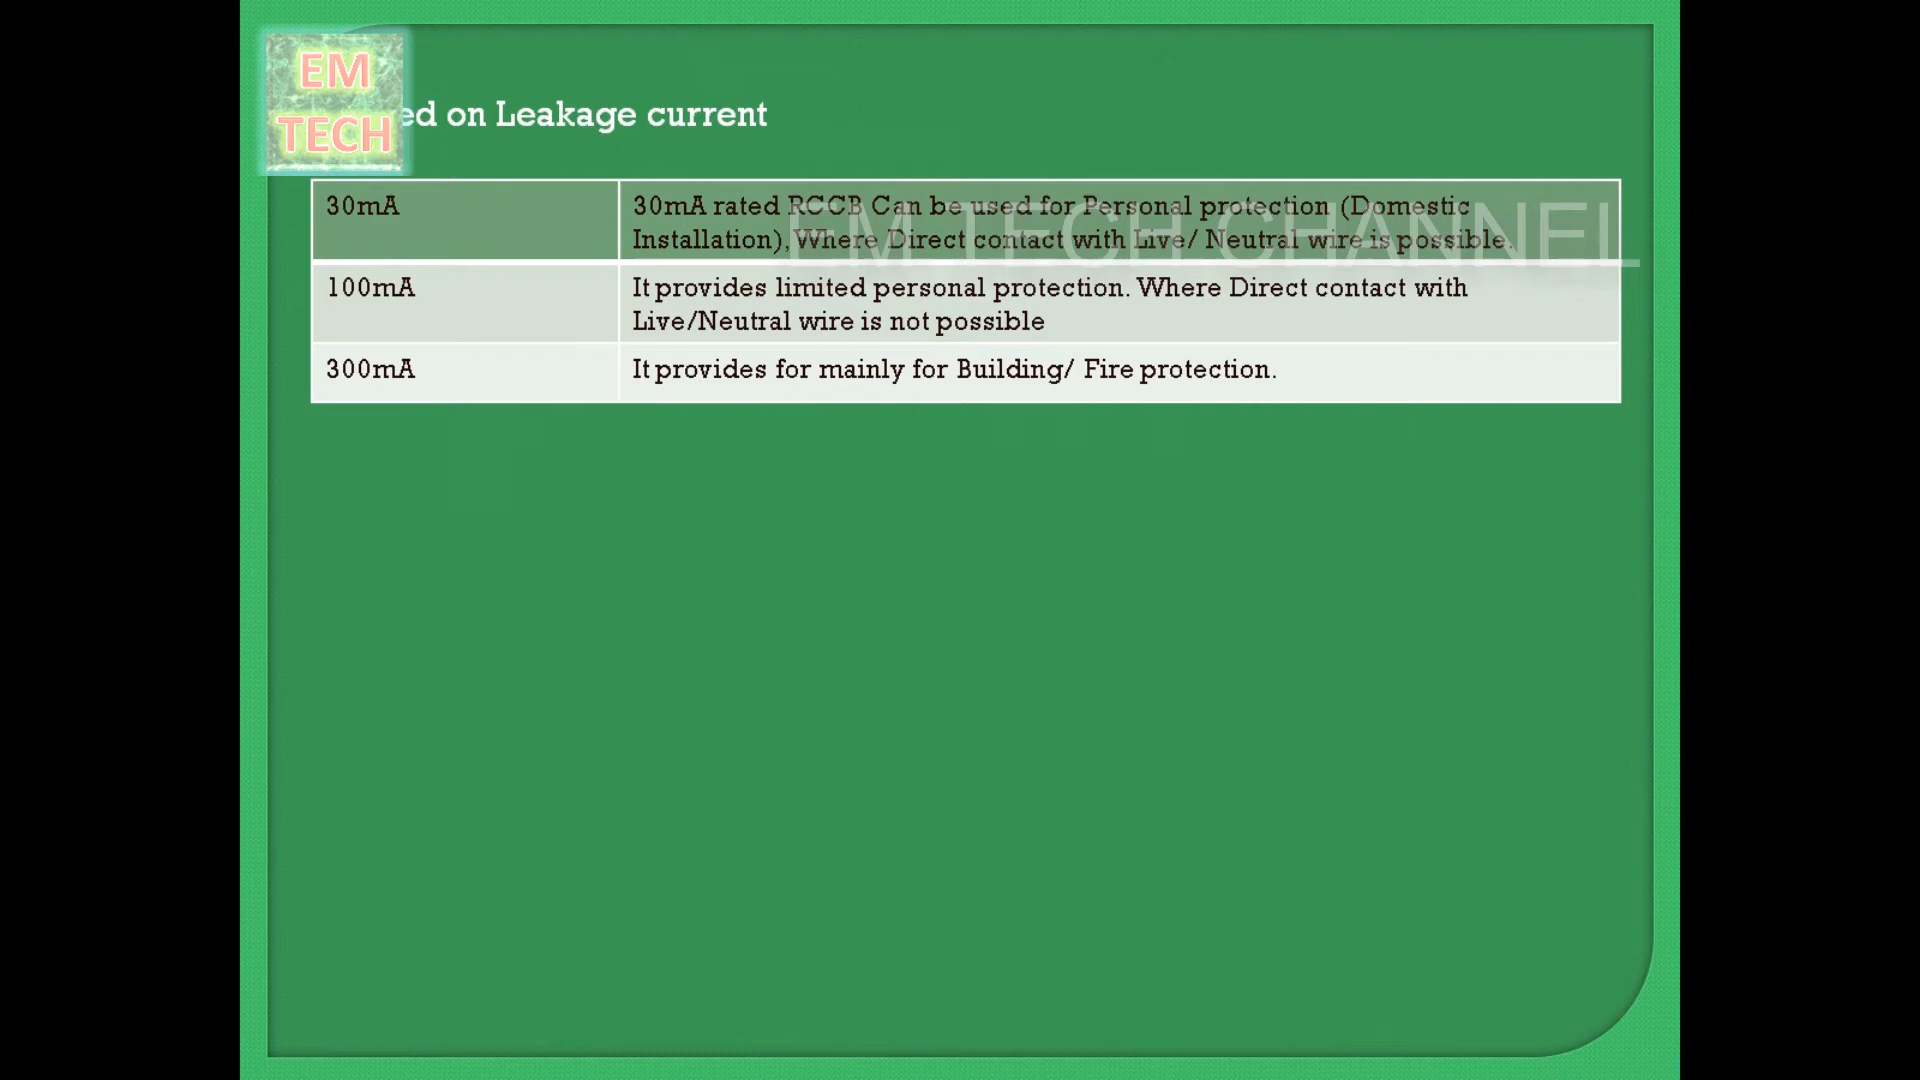 EM
TECH
ed on Leakage current
30mA
30mA rated RCCB Can be used for Personal protection (Domestic
Installation),Where Direct contact with Live/ Neutral wire is possible.
EM TECH CHANNEL
100mA
It provides limited personal protection. Where Direct contact with
Live/Neutral wire is not possible
300mA
It provides for mainly for Building/ Fire protection.